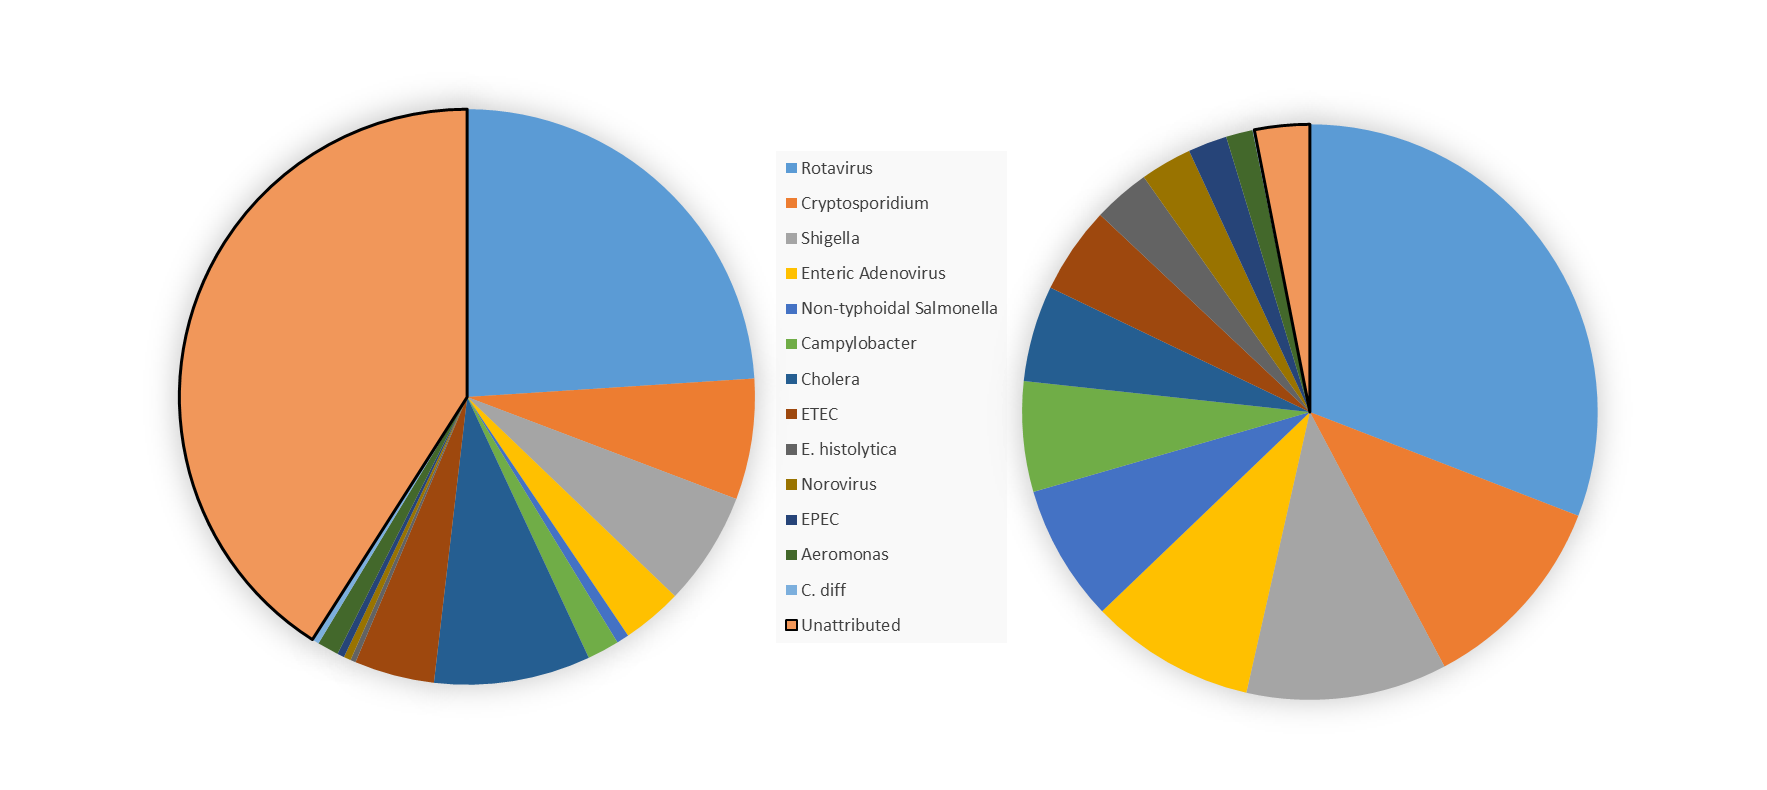 Rotavirus
Cryptosporidium
Shigella
Enteric Adenovirus
Non-typhoidal Salmonella
Campylobacter
Cholera
ETEC
E. histolytica
Norovirus
EPEC
Aeromonas
C. diff
Unattributed